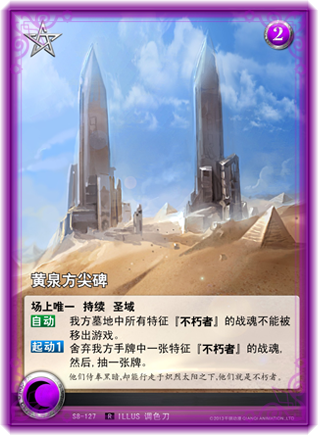 2
黄泉方尖碑
场上唯一 持续 圣域
自动 我方墓地中所有特征『不朽者』的战魂不能被
移出游戏.
起动1 舍弃我方手牌中一张特征『不朽者』的战魂,
然后,抽一张牌.
他们侍奉黑暗,却能行走于炽烈太阳之下,他们就是不朽者.
S8-127 R ILLUS 调色刀